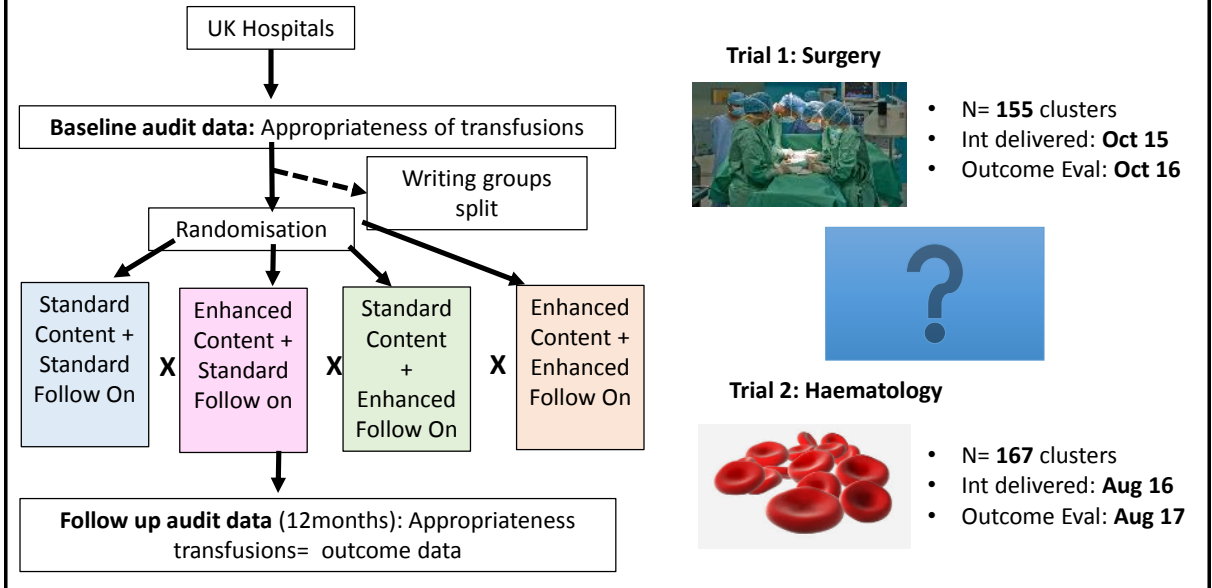 UK Hospitals
Baseline audit data: Appropriateness of transfusions
Writing groups
split
Randomisation
Standard
Content +
Standard
Follow On
X
Enhanced
Content +
Standard
Follow on
X
Standard
Content
+
Enhanced
Follow On
X
Enhanced
Content +
Enhanced
Follow On
Follow up audit data (12months): Appropriateness
transfusions= outcome data
Trial 1: Surgery
• N= 155 clusters
• Int delivered: Oct 15
• Outcome Eval: Oct 16
?
Trial 2: Haematology
• N= 167 clusters
• Int delivered: Aug 16
• Outcome Eval: Aug 17